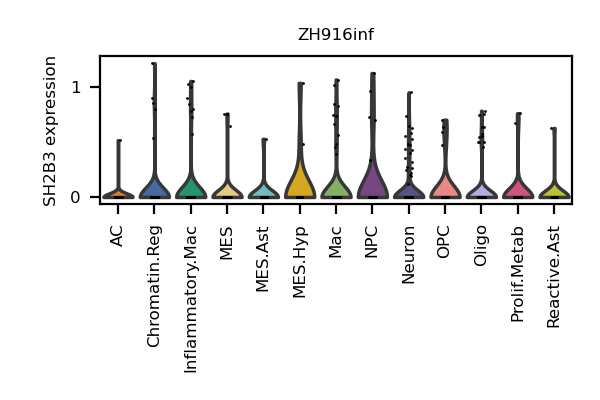 ZH916inf
SH2B3 expression
1
0
AC
Chromatin.Reg
Inflammatory.Mac
MES
MES.Ast
MES.Hyp
Mac
NPC
Neuron
OPC
Oligo
Prolif.Metab
Reactive.Ast